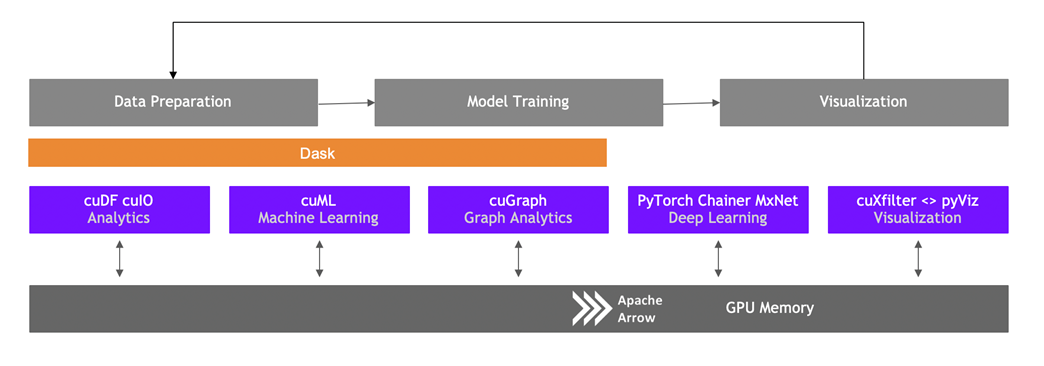 Data Preparation
Model Training
Visualization
Dask
cuDF cuIO
Analytics
cuML
Machine Learning
cuGraph
Graph Analytics
PyTorch Chainer MxNet
Deep Learning
cuXfilter <> pyViz
Visualization
Apache
Arrow
GPU Memory